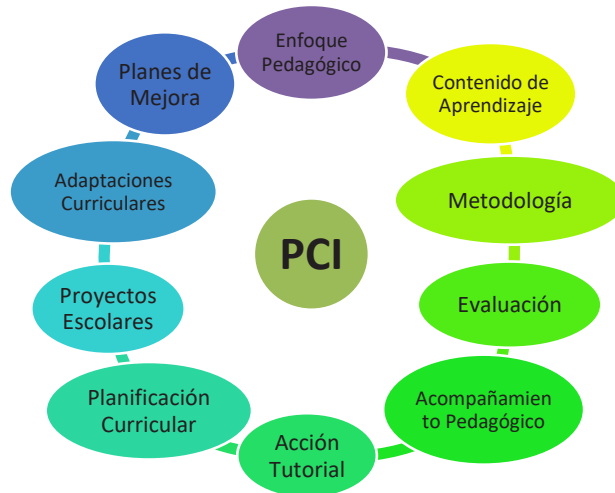 Enfoque
Pedagógico
Contenido de
Aprendizaje
Metodología
Evaluación
Acompañamien
to Pedagógico
Acción
Tutorial
Planificación
Curricular
Proyectos
Escolares
Adaptaciones
Curriculares
Planes de
Mejora
PCI